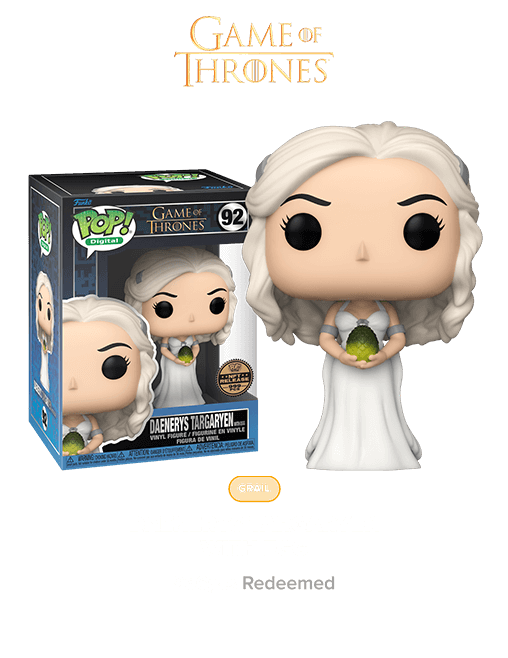 GAME OF
THRONES
Funko
POP!
Digital
GAME OF
THRONES
92
NFT
RELEASE
DAENERYS TARGARYEN
VINYL FIGURE / FIGURINE EN VINYLE
FIGURA DE VINIL
GRAIL
Redeemed